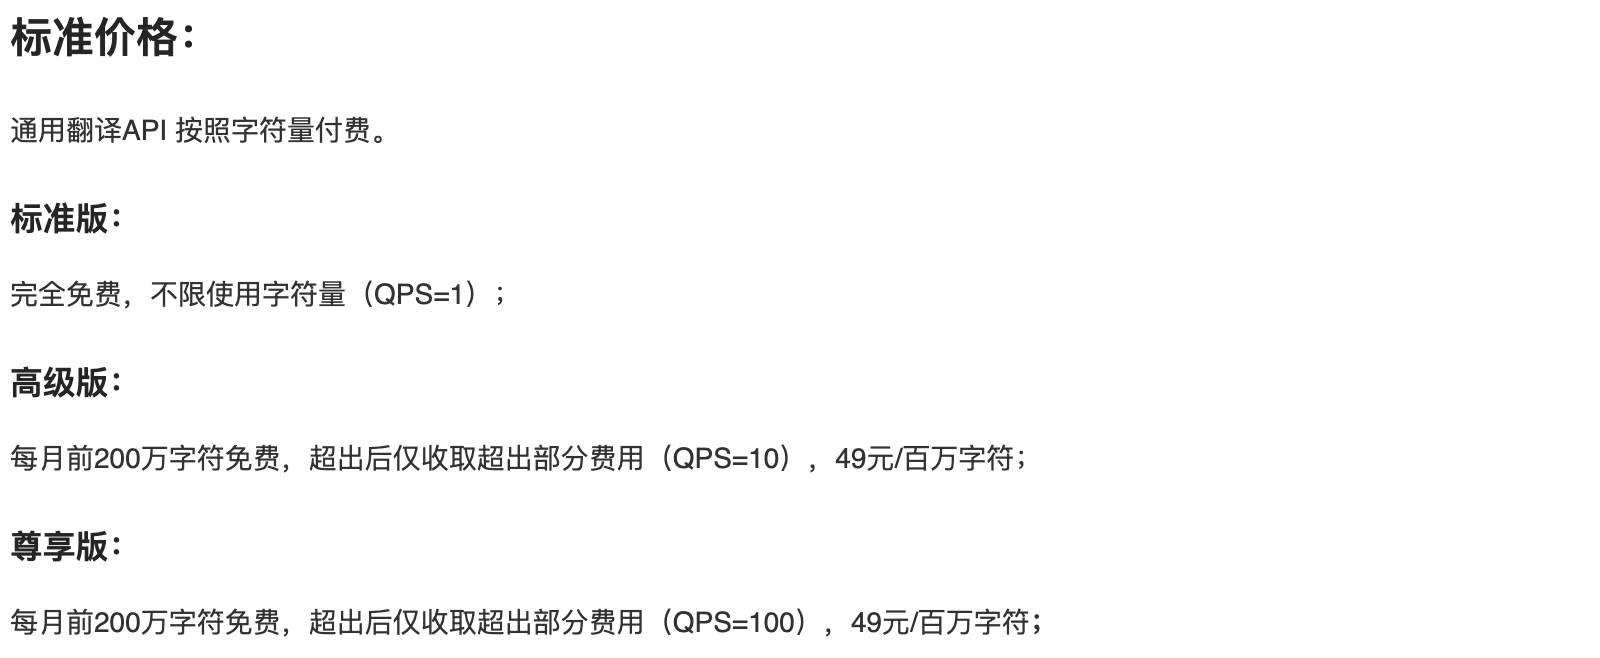 标准价格：
通用翻译API 按照字符量付费。
标准版：
完全免费，不限使用字符量（QPS=1）；
高级版：
每月前200万字符免费，超出后仅收取超出部分费用（QPS=10），49元/百万字符；
尊享版：
每月前200万字符免费，超出后仅收取超出部分费用（QPS=100），49元/百万字符；